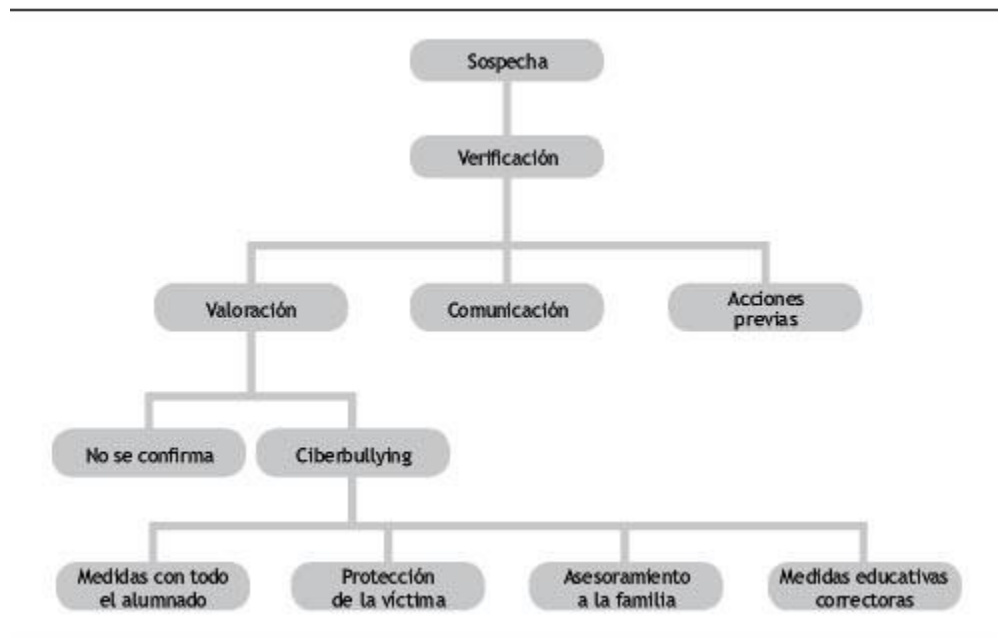 Sospecha
Verificación
Valoración
Comunicación
Acciones
previas
No se confirma
Ciberbullying
Medidas con todo
el alumnado
Protección
de la víctima
Asesoramiento
a la familia
Medidas educativas
correctoras